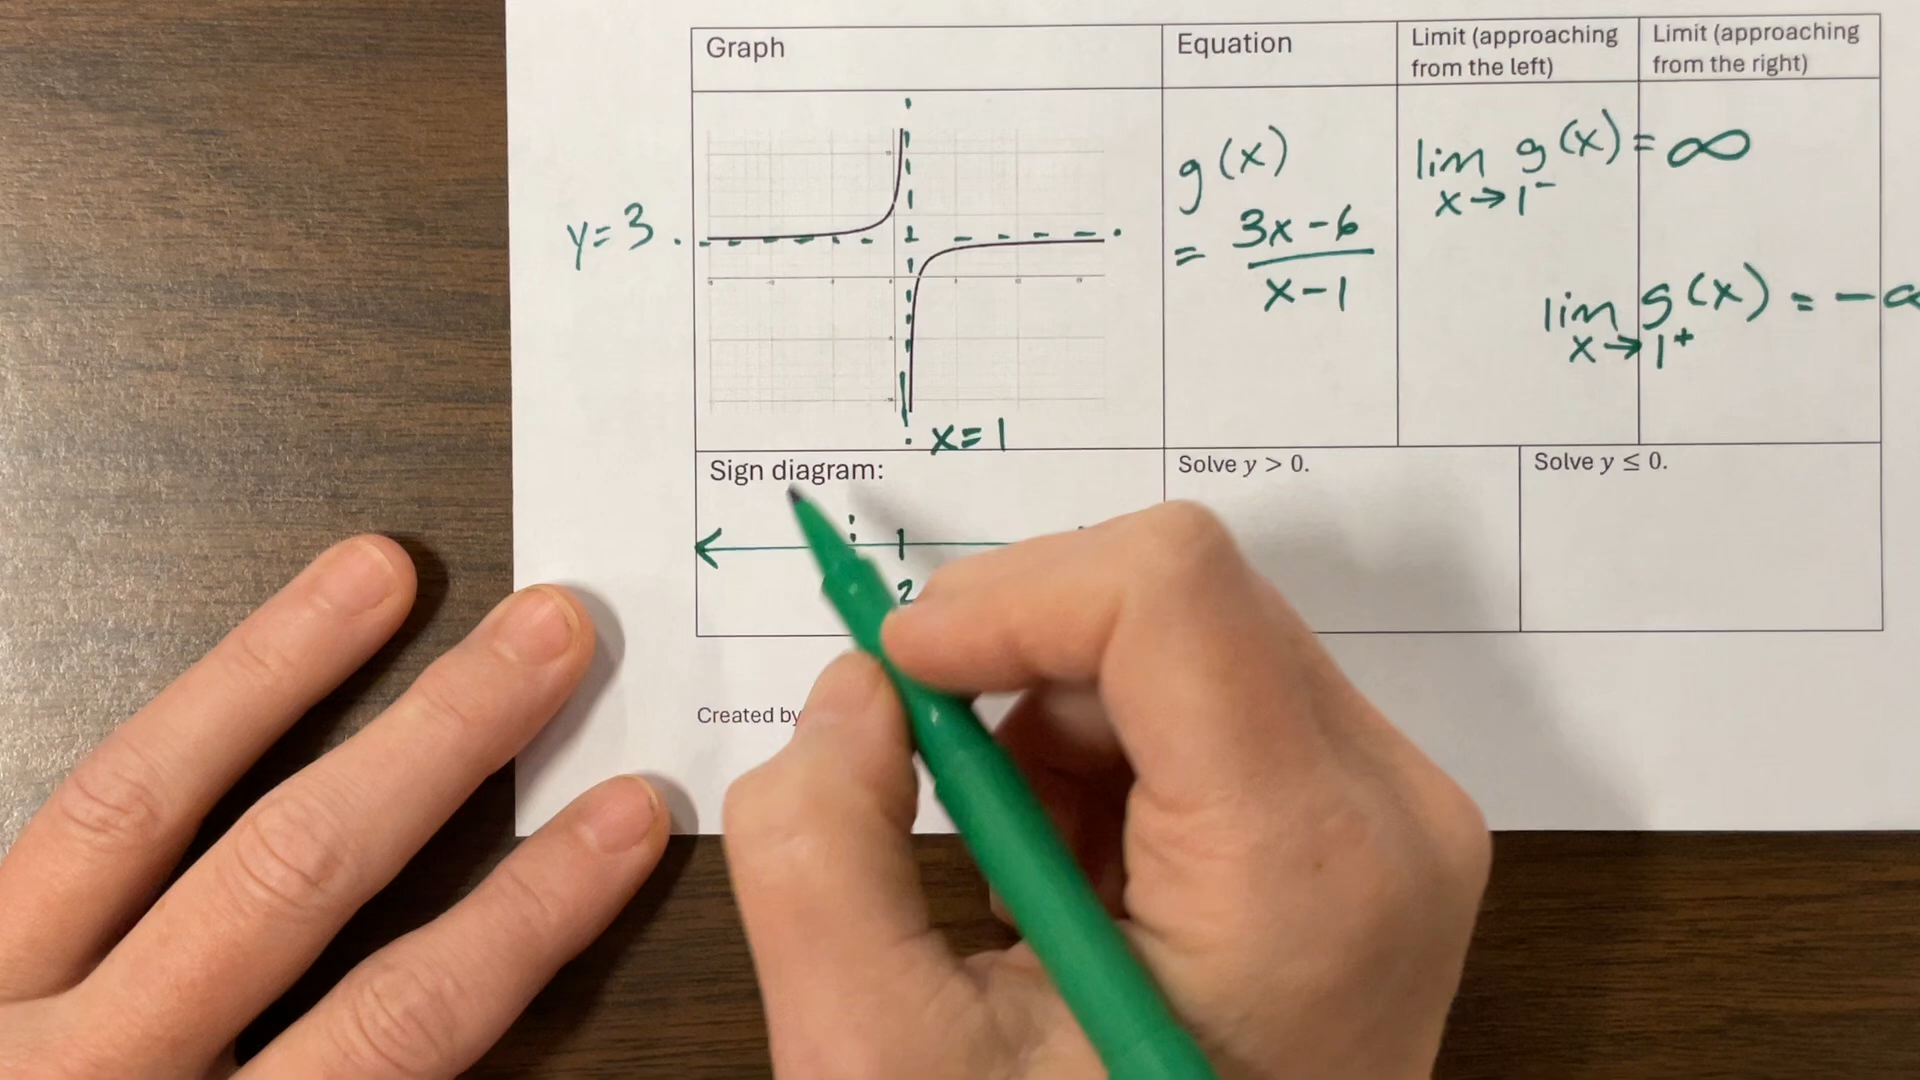 Graph
Equation
Limit (approaching
from the left)
Limit (approaching
from the right)
y=3
x=1
g(x)
= 3x-6
x-1
lim g(x) = ∞
x→1⁻
lim g(x) = -∞
x→1⁺
Sign diagram:
2
Solve y > 0.
Solve y ≤ 0.
Created by